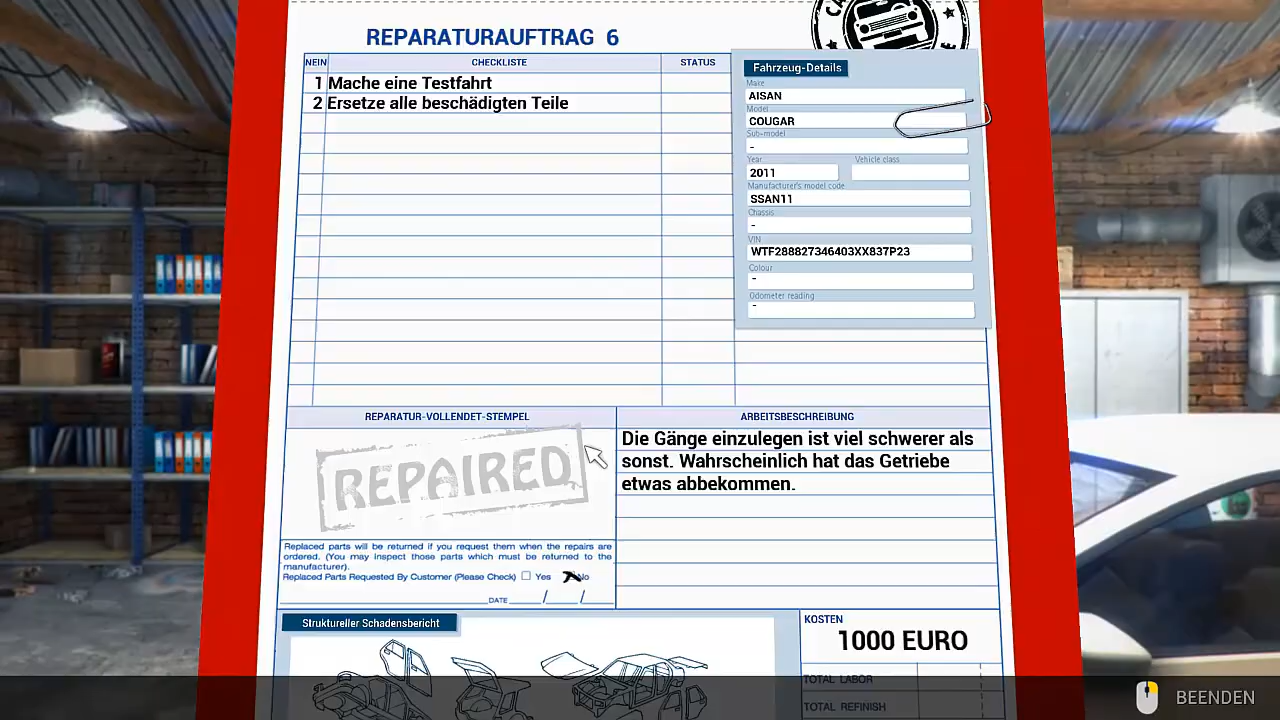 REPARATURAUFTRAG 6
NEIN CHECKLISTE STATUS
1 Mache eine Testfahrt
2 Ersetze alle beschädigten Teile
Fahrzeug-Details
Make
AISAN
Model
COUGAR
Sub-model
-
Year Vehicle class
2011
Manufacturer's model code
SSAN11
Chassis
-
VIN
WTF288827346403XX837P23
Colour
-
Odometer reading
-
REPARATUR-VOLLENDET-STEMPEL
REPAIRED
Replaced parts will be returned if you request them when the repairs are
ordered. (You may inspect those parts which must be returned to the
manufacturer).
Replaced Parts Requested By Customer (Please Check) Yes No
DATE / /
ARBEITSBESCHREIBUNG
Die Gänge einzulegen ist viel schwerer als
sonst. Wahrscheinlich hat das Getriebe
etwas abbekommen.
Struktureller Schadensbericht
KOSTEN
1000 EURO
TOTAL LABOR
TOTAL REFINISH
BEENDEN